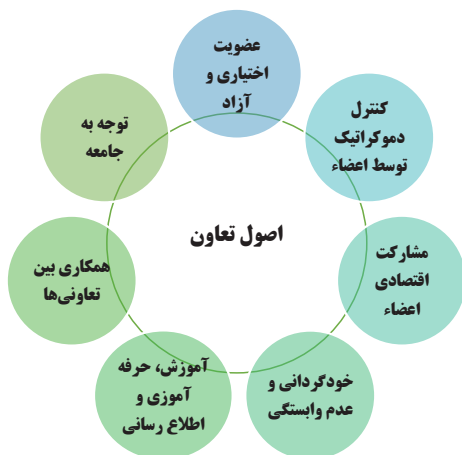 عضویت
اختیاری و
آزاد
کنترل
دموکراتیک
توسط اعضاء
مشارکت
اقتصادی
اعضاء
خودگردانی و
عدم وابستگی
آموزش، حرفه
آموزی و
اطلاع رسانی
همکاری بین
تعاونی‌ها
توجه به
جامعه
اصول تعاون